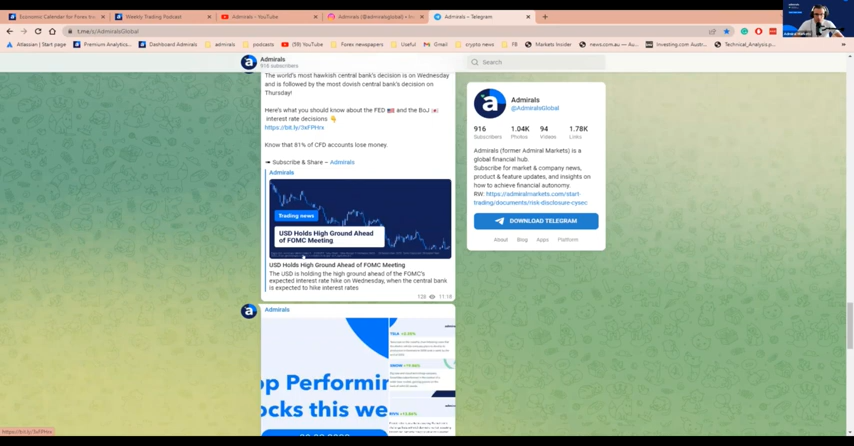 Economic Calendar for Forex Inv
Weekly Trading Podcast
Admirals - YouTube
Admirals (@admiralsglobal) • I
Admirals – Telegram
t.me/s/AdmiralsGlobal
Atlassian | Start page
Premium Analytics...
Dashboard Admirals
admirals
podcasts
(59) YouTube
Forex.newspapers
Useful
Gmail
crypto news
FB
Markets Insider
news.com.au — Au...
Investing.com Austr...
Technical_Analysis.p...
Admirals
916 subscribers
Search
The world's most hawkish central bank's decision is on Wednesday
and is followed by the most dovish central bank's decision on
Thursday!
Here's what you should know about the FED 🇺🇸 and the BoJ 🇯🇵
interest rate decisions 👇
Know that 81% of CFD accounts lose money.
➡ Subscribe & Share – Admirals
Admirals
Trading news
USD Holds High Ground Ahead
of FOMC Meeting
USD Holds High Ground Ahead of FOMC Meeting
The USD is holding the high ground ahead of the FOMC's
expected interest rate hike on Wednesday, when the central bank
is expected to hike interest rates
128 11:18
Admirals
op Performin
ocks this we
Admirals
@AdmiralsGlobal
916 1.04K 94 1.78K
Subscribers Photos Videos Links
Admirals (former Admiral Markets) is a
global financial hub.
Subscribe for market & company news,
product & feature updates, and insights on
how to achieve financial autonomy.
RW: https://admiralmarkets.com/start-
trading/documents/risk-disclosure-cysec
DOWNLOAD TELEGRAM
About Blog Apps Platform